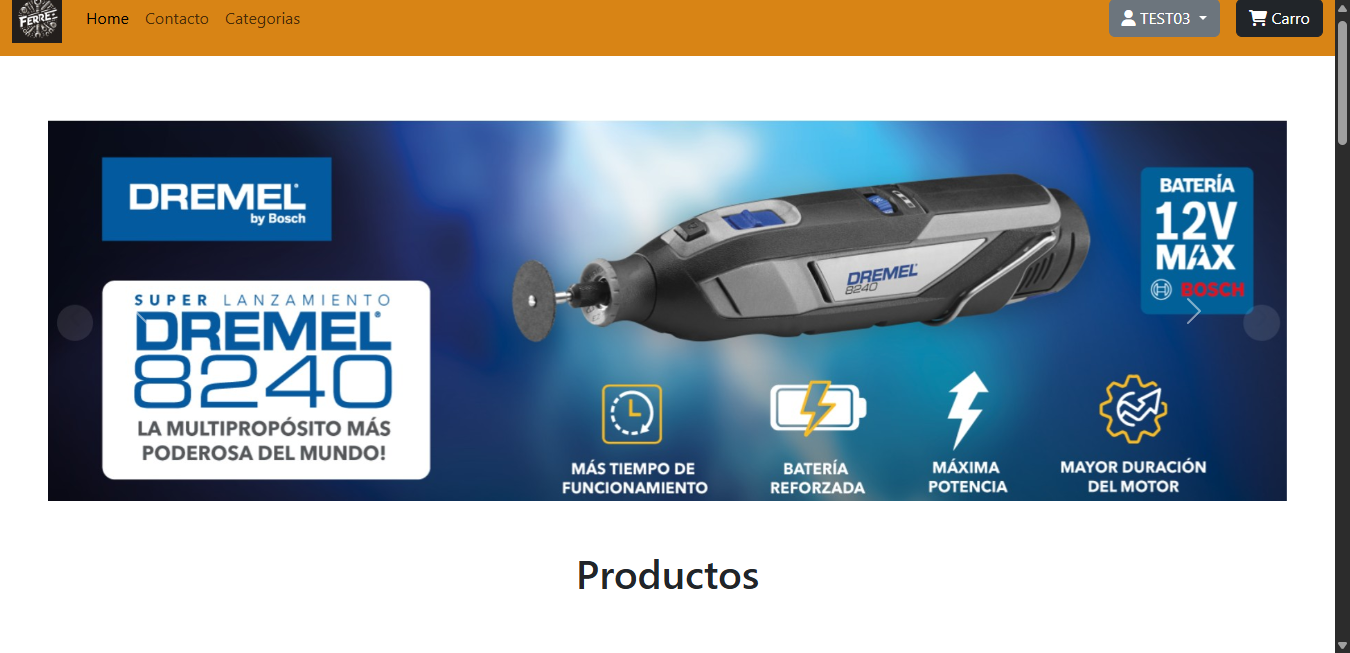 FERRE
Home Contacto Categorias
TEST03
Carro
DREMEL
by Bosch
SUPER LANZAMIENTO
DREMEL
8240
LA MULTIPROPÓSITO MÁS
PODEROSA DEL MUNDO!
DREMEL
8240
BATERÍA
12V
MAX
BOSCH
MÁS TIEMPO DE
FUNCIONAMIENTO
BATERÍA
REFORZADA
MÁXIMA
POTENCIA
MAYOR DURACIÓN
DEL MOTOR
Productos